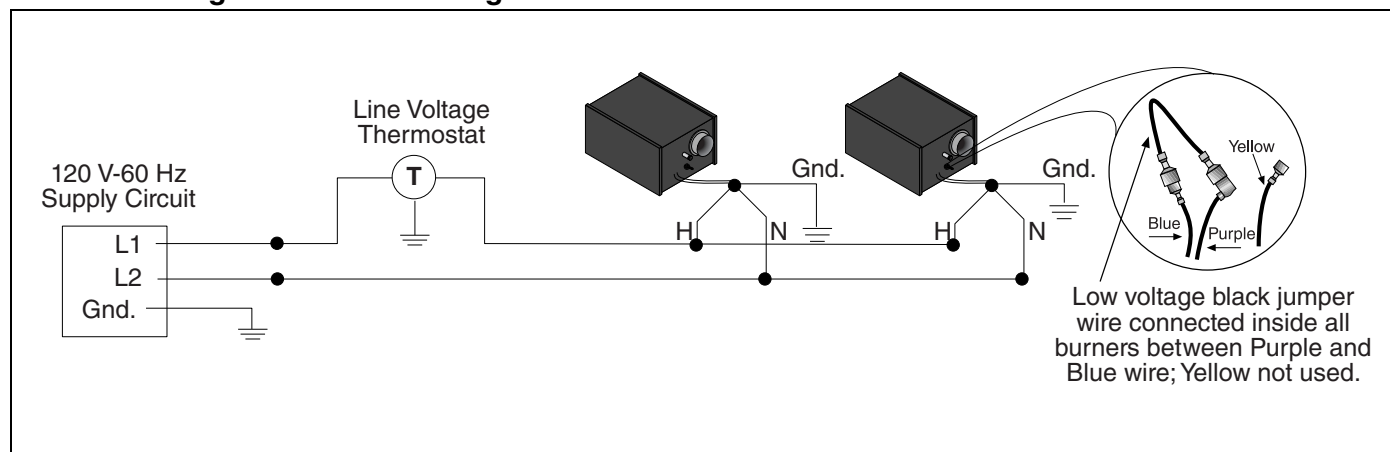 Line Voltage
Thermostat
T
120 V-60 Hz
Supply Circuit
L1
L2
Gnd.
Gnd.
H
N
Gnd.
H
N
Yellow
Blue
Purple
Low voltage black jumper
wire connected inside all
burners between Purple and
Blue wire; Yellow not used.